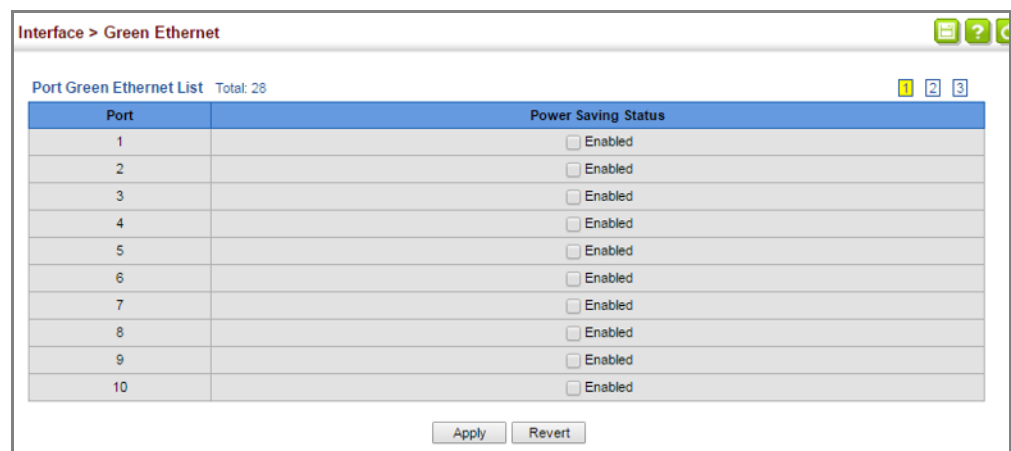 Interface > Green Ethernet
?
Port Green Ethernet List Total: 28 1 2 3
Port Power Saving Status
1 Enabled
2 Enabled
3 Enabled
4 Enabled
5 Enabled
6 Enabled
7 Enabled
8 Enabled
9 Enabled
10 Enabled
Apply Revert